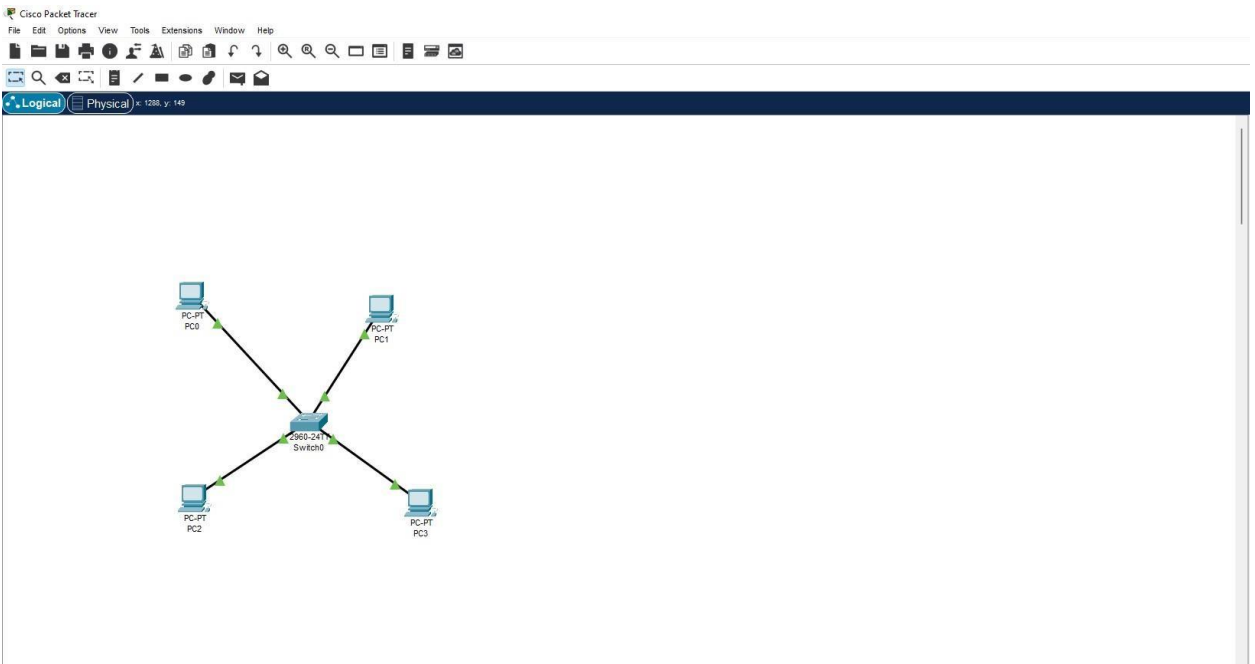 Cisco Packet Tracer
File Edit Options View Tools Extensions Window Help
Logical Physical x: 1288, y: 149
PC-PT
PC0
PC-PT
PC1
2960-24TT
Switch0
PC-PT
PC2
PC-PT
PC3